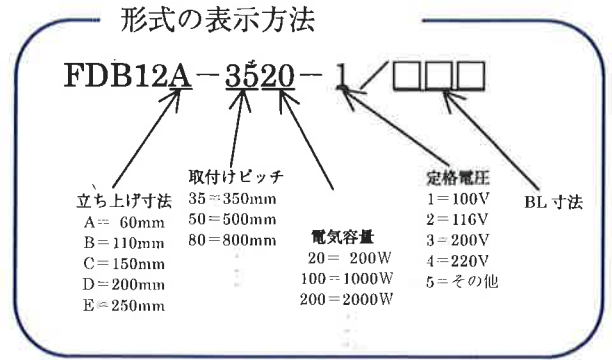 形式の表示方法
FDB12A－3520－1／□□□
立ち上げ寸法
A＝ 60mm
B＝110mm
C＝150mm
D＝200mm
E＝250mm
取付けピッチ
35＝350mm
50＝500mm
80＝800mm
電気容量
20＝ 200W
100＝1000W
200＝2000W
定格電圧
1＝100V
2＝116V
3＝200V
4＝220V
5＝その他
BL 寸法